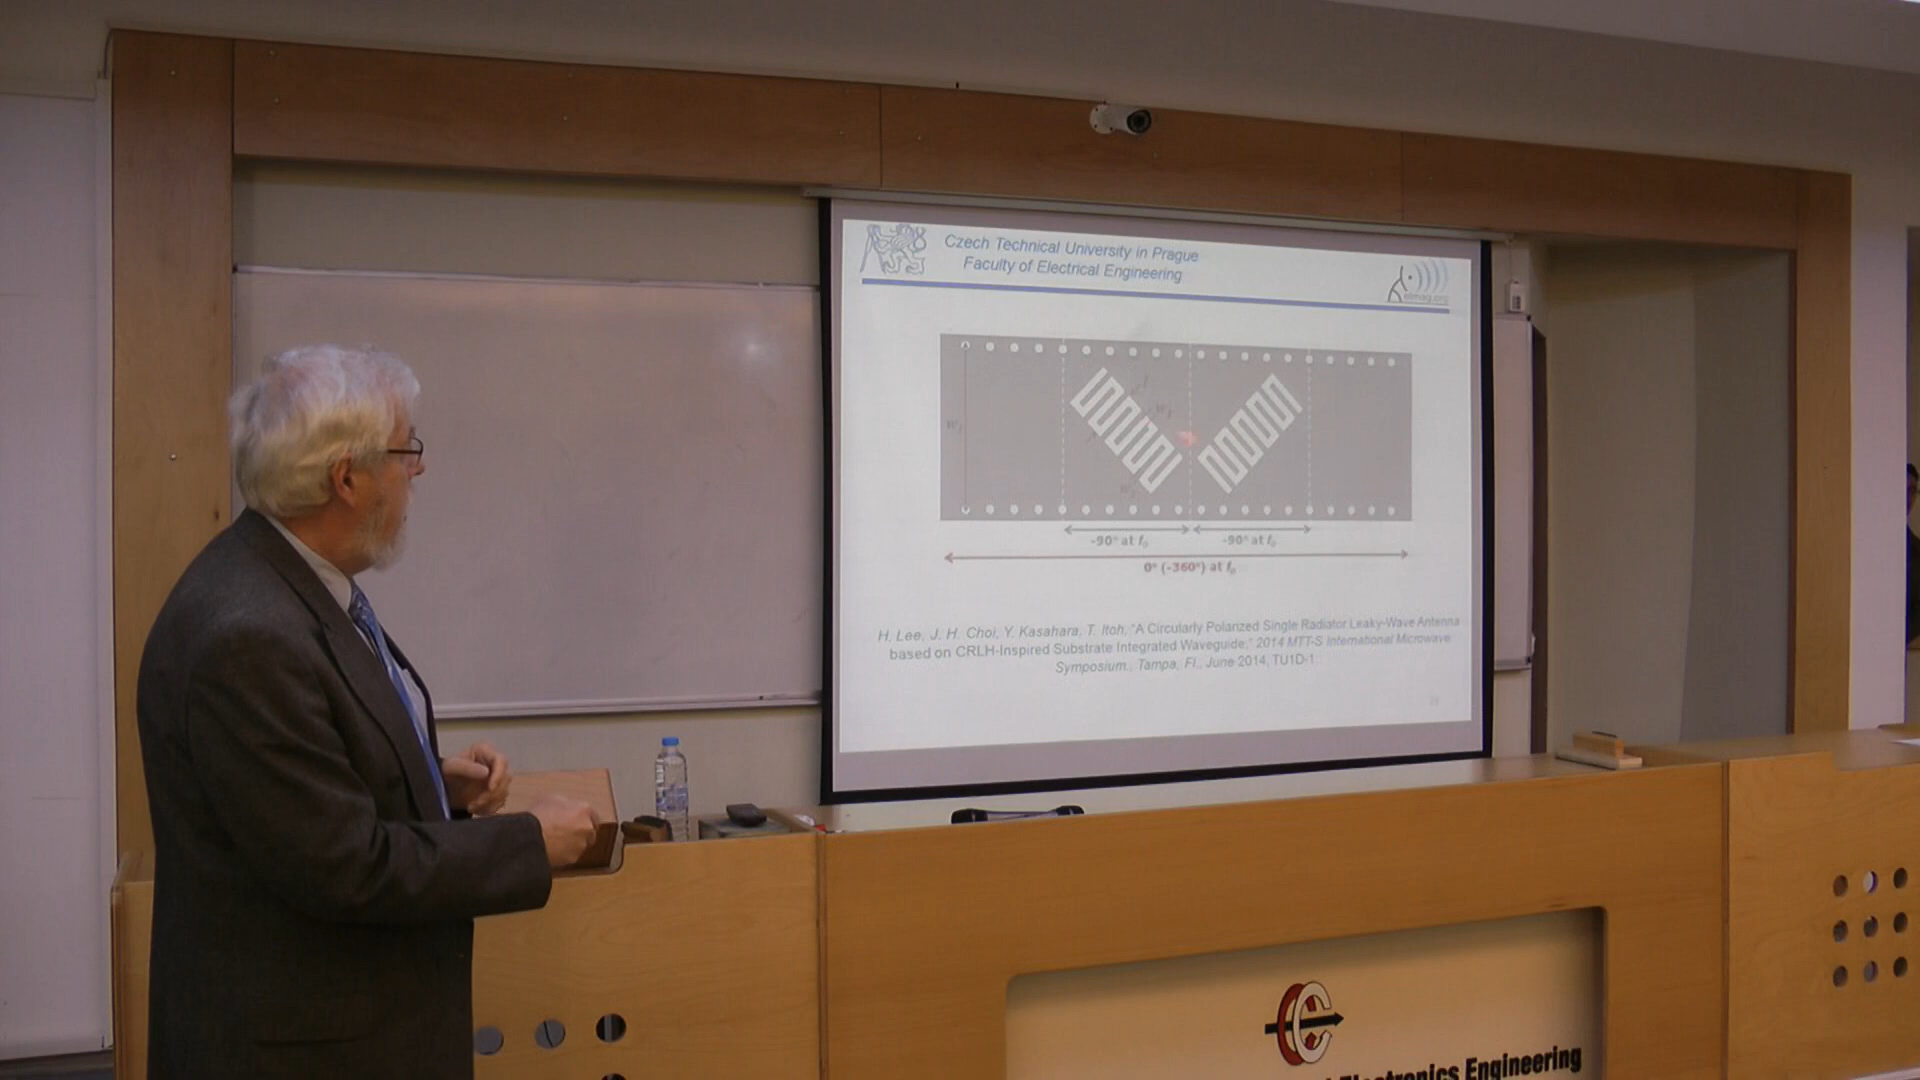 Czech Technical University in Prague
Faculty of Electrical Engineering
elmag.org
-90° at f₀ -90° at f₀
0° (-360°) at f₀
H. Lee, J. H. Choi, Y. Kasahara, T. Itoh, "A Circularly Polarized Single Radiator Leaky-Wave Antenna
based on CRLH-Inspired Substrate Integrated Waveguide," 2014 MTT-S International Microwave
Symposium., Tampa, Fl., June 2014, TU1D-1.
Electronics Engineering